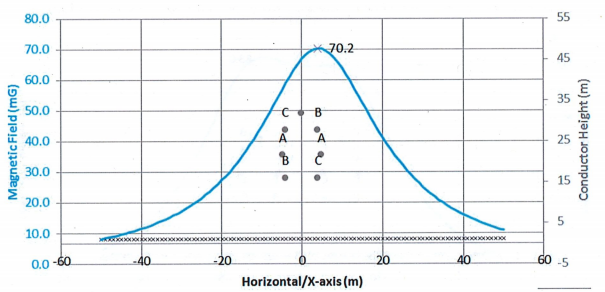 80.0
55
70.0
70.2
45
60.0
C B
35
50.0
A A
40.0
25
B C
30.0
15
20.0
5
10.0
0.0
-60 -40 -20 0 20 40 60
-5
Horizontal/X-axis (m)
Magnetic Field (mG)
Conductor Height (m)